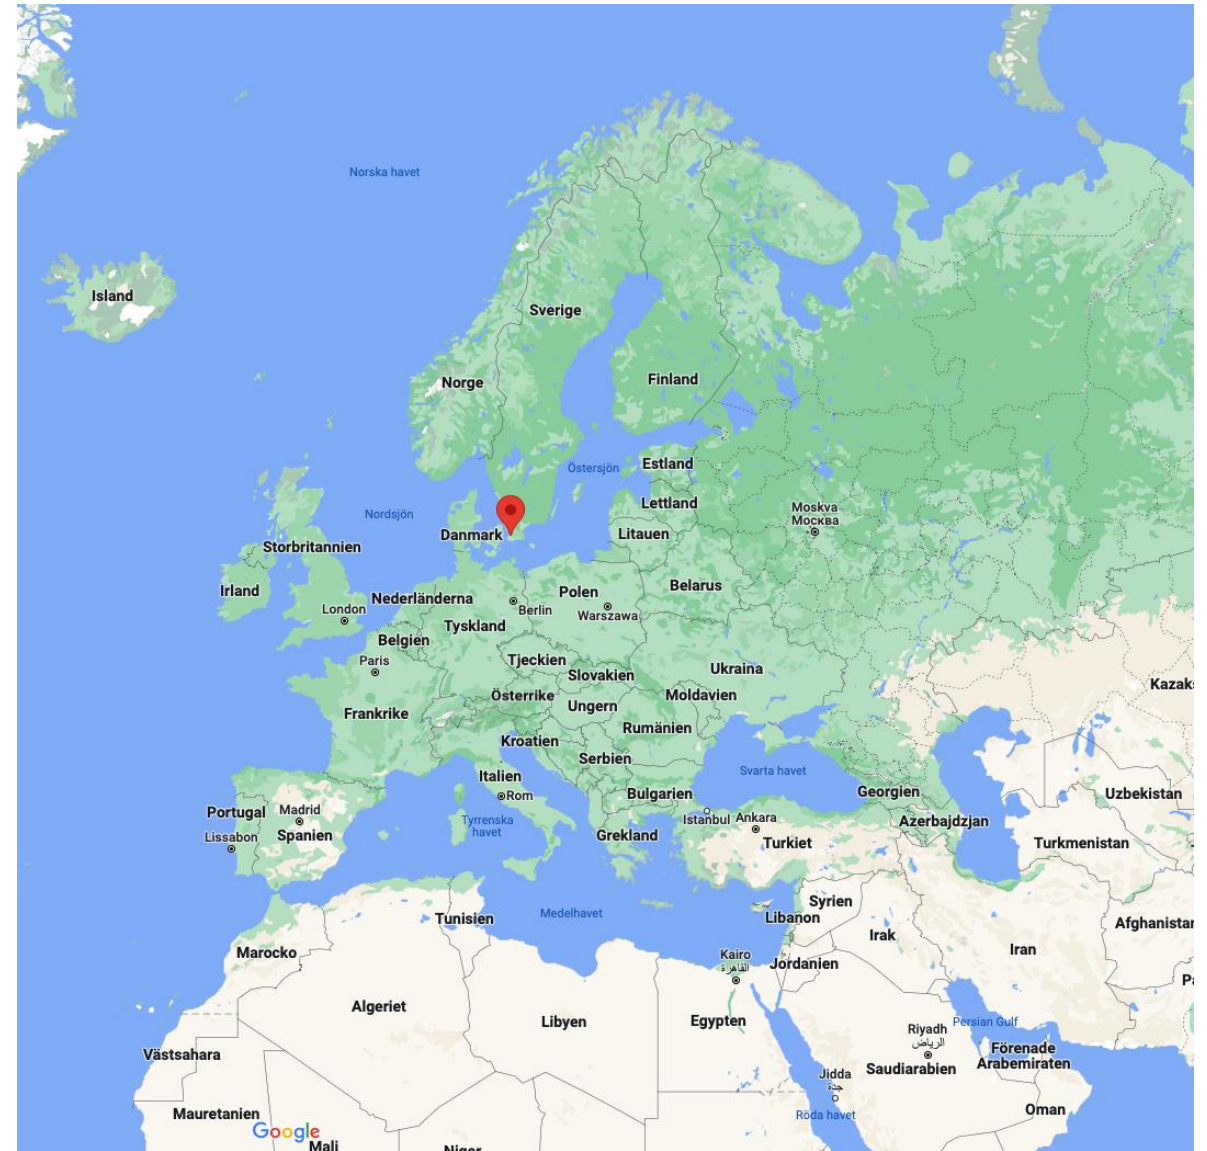 Norska havet
Island
Sverige
Norge
Finland
Östersjön
Estland
Lettland
Nordsjön
Moskva
Москва
Danmark
Litauen
Storbritannien
Irland
Nederländerna
Polen
Belarus
London
Berlin
Warszawa
Tyskland
Belgien
Paris
Tjeckien
Slovakien
Ukraina
Kazak
Österrike
Moldavien
Ungern
Frankrike
Rumänien
Kroatien
Serbien
Svarta havet
Italien
Rom
Bulgarien
Georgien
Uzbekistan
Portugal
Madrid
Tyrrenska
havet
Istanbul
Ankara
Azerbajdzjan
Lissabon
Spanien
Grekland
Turkiet
Turkmenistan
Syrien
Tunisien
Medelhavet
Libanon
Afghanistan
Irak
Marocko
Kairo
القاهرة
Jordanien
Iran
Pa
Algeriet
Libyen
Egypten
Riyadh
الرياض
Persian Gulf
Västsahara
Förenade
Arabemiraten
Saudiarabien
Jidda
جدة
Mauretanien
Röda havet
Oman
Google
Mali
Niger